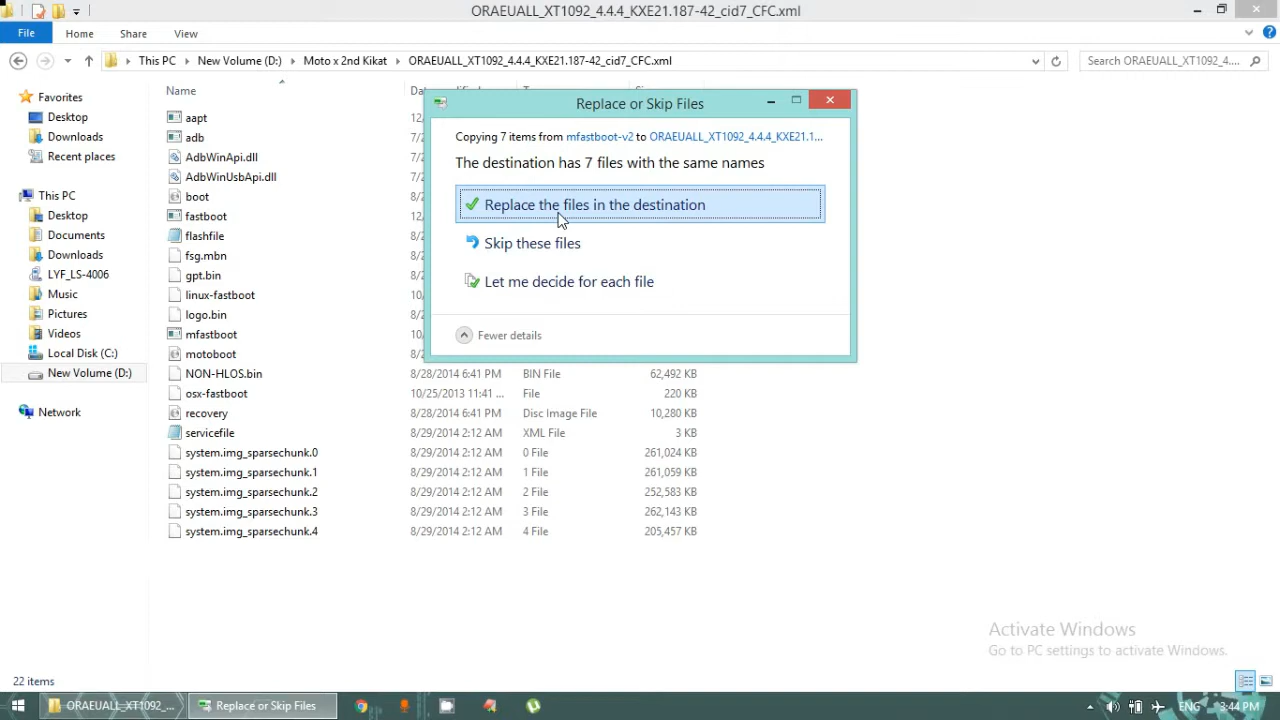 ORAEUALL_XT1092_4.4.4_KXE21.187-42_cid7_CFC.xml
File Home Share View
This PC New Volume (D:) Moto x 2nd Kikat ORAEUALL_XT1092_4.4.4_KXE21.187-42_cid7_CFC.xml Search ORAEUALL_XT1092_4....
Favorites
Desktop
Downloads
Recent places
This PC
Desktop
Documents
Downloads
LYF_LS-4006
Music
Pictures
Videos
Local Disk (C:)
New Volume (D:)
Network
Name
aapt
adb
AdbWinApi.dll
AdbWinUsbApi.dll
boot
fastboot
flashfile
fsg.mbn
gpt.bin
linux-fastboot
logo.bin
mfastboot
motoboot
NON-HLOS.bin 8/28/2014 6:41 PM BIN File 62,492 KB
osx-fastboot 10/25/2013 11:41 ... File 220 KB
recovery 8/28/2014 6:41 PM Disc Image File 10,280 KB
servicefile 8/29/2014 2:12 AM XML File 3 KB
system.img_sparsechunk.0 8/29/2014 2:12 AM 0 File 261,024 KB
system.img_sparsechunk.1 8/29/2014 2:12 AM 1 File 261,059 KB
system.img_sparsechunk.2 8/29/2014 2:12 AM 2 File 252,583 KB
system.img_sparsechunk.3 8/29/2014 2:12 AM 3 File 262,143 KB
system.img_sparsechunk.4 8/29/2014 2:12 AM 4 File 205,457 KB
Replace or Skip Files
Copying 7 items from mfastboot-v2 to ORAEUALL_XT1092_4.4.4_KXE21.1...
The destination has 7 files with the same names
Replace the files in the destination
Skip these files
Let me decide for each file
Fewer details
Activate Windows
Go to PC settings to activate Windows.
22 items
ORAEUALL_XT1092_... Replace or Skip Files ENG 3:44 PM